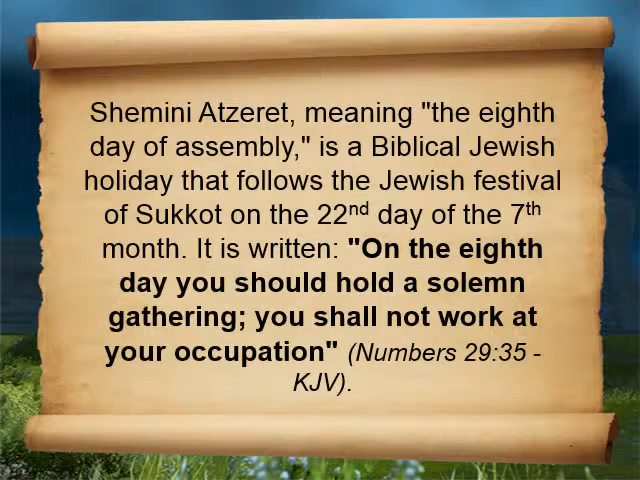 Shemini Atzeret, meaning "the eighth
day of assembly," is a Biblical Jewish
holiday that follows the Jewish festival
of Sukkot on the 22nd day of the 7th
month. It is written: "On the eighth
day you should hold a solemn
gathering; you shall not work at
your occupation" (Numbers 29:35 -
KJV).